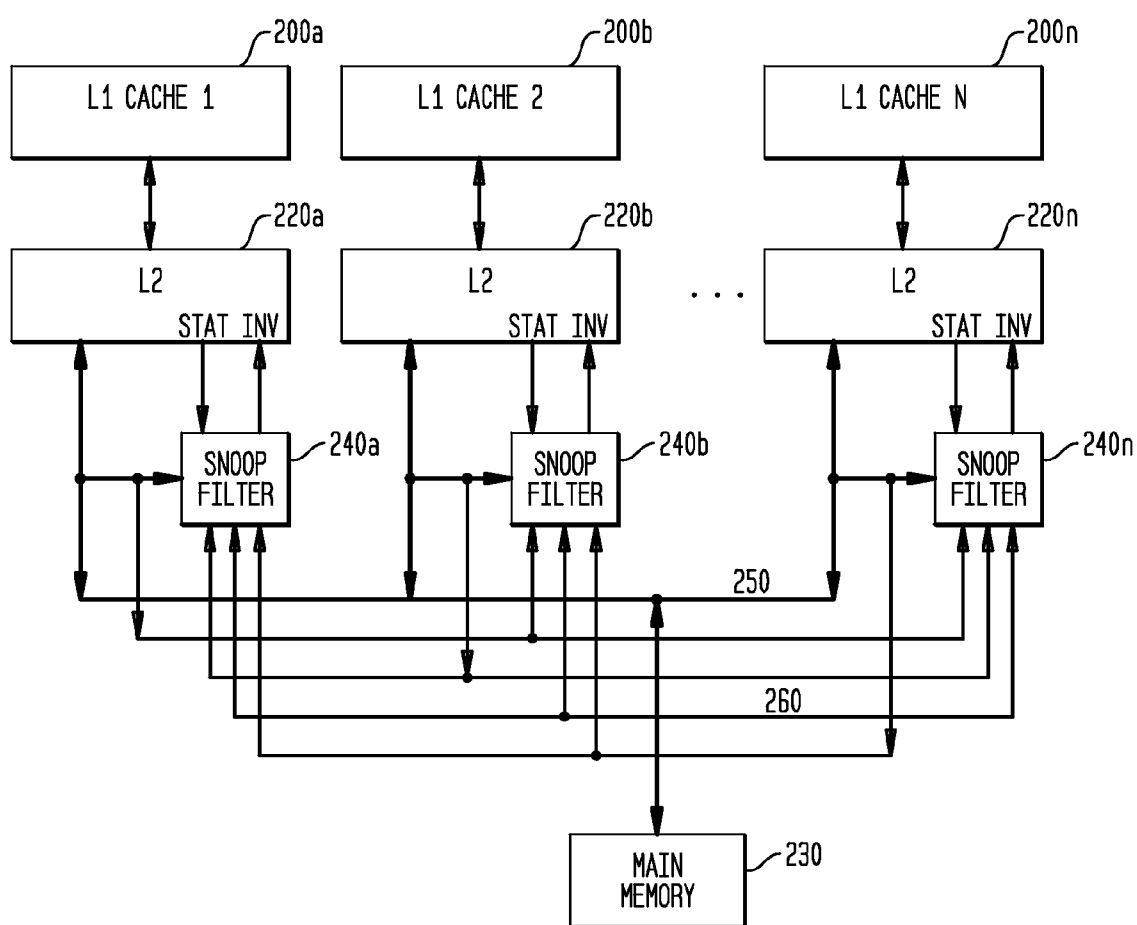 200a
200b
200n
L1 CACHE 1
L1 CACHE 2
L1 CACHE N
220a
220b
220n
L2
L2
L2
. . .
STAT INV
STAT INV
STAT INV
240a
240b
240n
SNOOP
FILTER
SNOOP
FILTER
SNOOP
FILTER
250
260
MAIN
MEMORY
230